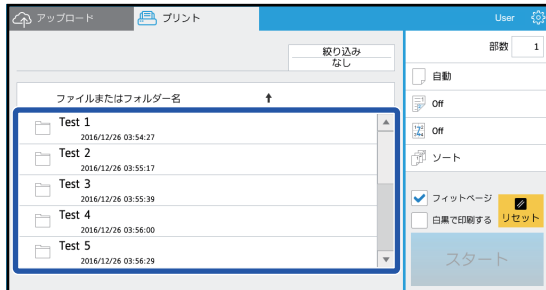 アップロード
プリント
User
絞り込み
なし
部数 1
ファイルまたはフォルダー名 ↑
Test 1
2016/12/26 03:54:27
Test 2
2016/12/26 03:55:17
Test 3
2016/12/26 03:55:39
Test 4
2016/12/26 03:56:00
Test 5
2016/12/26 03:56:29
自動
Off
Off
ソート
フィットページ
白黒で印刷する
リセット
スタート